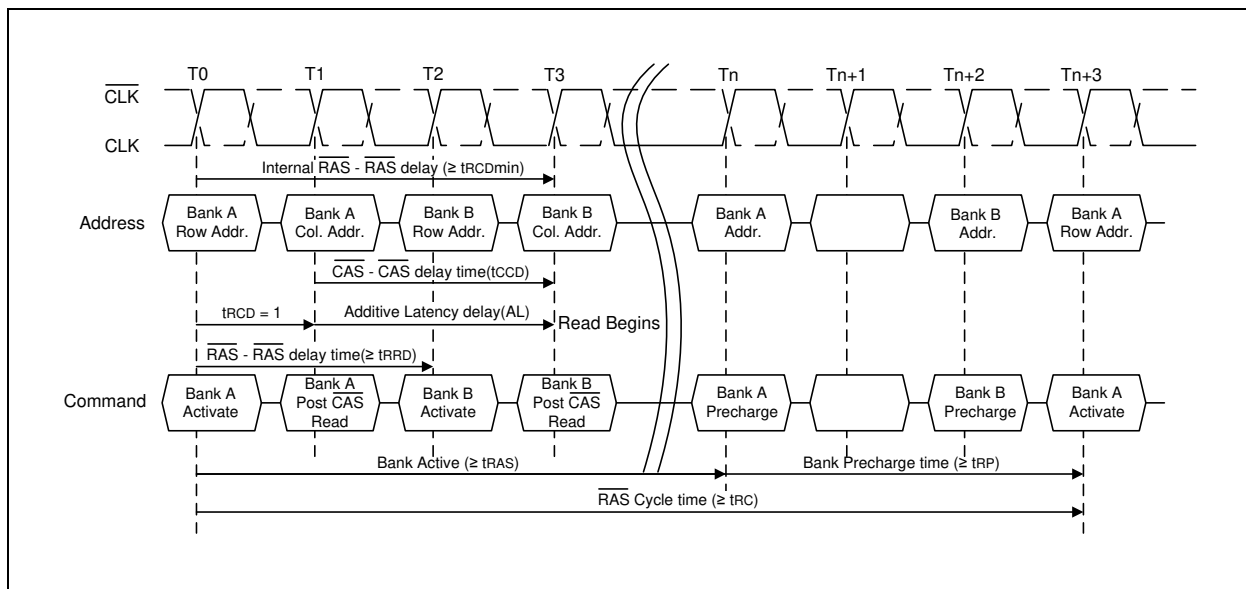 T0 T1 T2 T3 Tn Tn+1 Tn+2 Tn+3
CLK
CLK
Internal RAS - RAS delay (≥ tRCDmin)
Address
Bank A Row Addr.
Bank A Col. Addr.
Bank B Row Addr.
Bank B Col. Addr.
Bank A Addr.
Bank B Addr.
Bank A Row Addr.
CAS - CAS delay time(tCCD)
tRCD = 1
Additive Latency delay(AL)
Read Begins
RAS - RAS delay time(≥ tRRD)
Command
Bank A Activate
Bank A Post CAS Read
Bank B Activate
Bank B Post CAS Read
Bank A Precharge
Bank B Precharge
Bank A Activate
Bank Active (≥ tRAS)
Bank Precharge time (≥ tRP)
RAS Cycle time (≥ tRC)